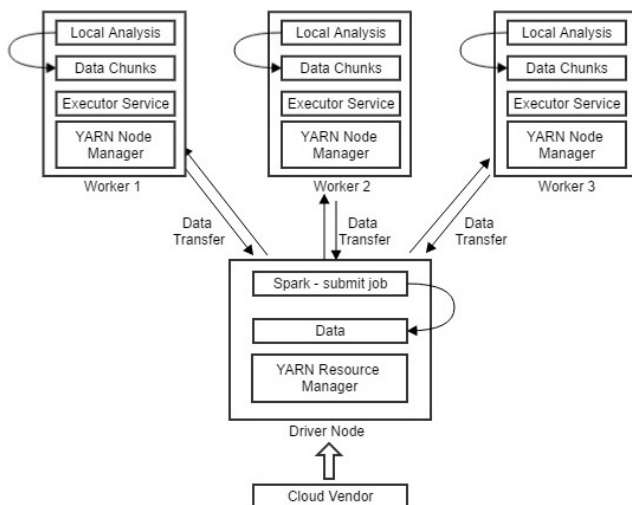 Local Analysis
Data Chunks
Executor Service
YARN Node
Manager
Worker 1
Local Analysis
Data Chunks
Executor Service
YARN Node
Manager
Worker 2
Local Analysis
Data Chunks
Executor Service
YARN Node
Manager
Worker 3
Data
Transfer
Data
Transfer
Data
Transfer
Spark - submit job
Data
YARN Resource
Manager
Driver Node
Cloud Vendor